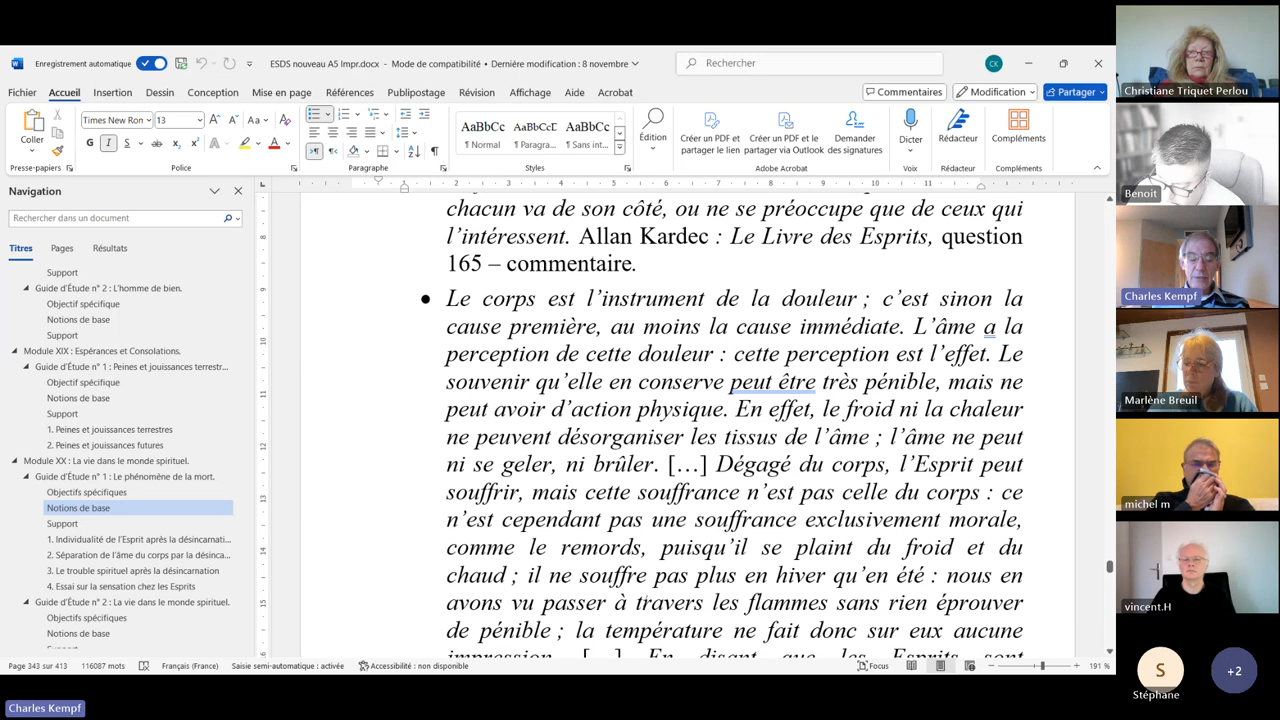 Enregistrement automatique
ESDS nouveau A5 Impr.docx • Mode de compatibilité • Dernière modification : 8 novembre
Rechercher
CK
Fichier Accueil Insertion Dessin Conception Mise en page Références Publipostage Révision Affichage Aide Acrobat
Commentaires Modification Partager
Coller
Times New Ron 13
G I S
Presse-papiers
Police
Paragraphe
AaBbCc AaBbCcD AaBbCc
¶ Normal ¶ Paragra... ¶ Sans int...
Styles
Édition
Créer un PDF et partager le lien
Créer un PDF et partager via Outlook
Demander des signatures
Adobe Acrobat
Dicter
Voix
Rédacteur
Rédacteur
Compléments
Compléments
Navigation
Rechercher dans un document
Titres Pages Résultats
Support
Guide d'Étude n° 2 : L'homme de bien.
Objectif spécifique
Notions de base
Support
Module XIX : Espérances et Consolations.
Guide d'Étude n° 1 : Peines et jouissances terrestr...
Objectif spécifique
Notions de base
Support
1. Peines et jouissances terrestres
2. Peines et jouissances futures
Module XX : La vie dans le monde spirituel.
Guide d'Étude n° 1 : Le phénomène de la mort.
Objectifs spécifiques
Notions de base
Support
1. Individualité de l'Esprit après la désincarnati...
2. Séparation de l'âme du corps par la désinca...
3. Le trouble spirituel après la désincarnation
4. Essai sur la sensation chez les Esprits
Guide d'Étude n° 2 : La vie dans le monde spirituel.
Objectifs spécifiques
Notions de base
chacun va de son côté, ou ne se préoccupe que de ceux qui
l'intéressent. Allan Kardec : Le Livre des Esprits, question
165 – commentaire.
• Le corps est l'instrument de la douleur ; c'est sinon la
cause première, au moins la cause immédiate. L'âme a la
perception de cette douleur : cette perception est l'effet. Le
souvenir qu'elle en conserve peut être très pénible, mais ne
peut avoir d'action physique. En effet, le froid ni la chaleur
ne peuvent désorganiser les tissus de l'âme ; l'âme ne peut
ni se geler, ni brûler. […] Dégagé du corps, l'Esprit peut
souffrir, mais cette souffrance n'est pas celle du corps : ce
n'est cependant pas une souffrance exclusivement morale,
comme le remords, puisqu'il se plaint du froid et du
chaud ; il ne souffre pas plus en hiver qu'en été : nous en
avons vu passer à travers les flammes sans rien éprouver
de pénible ; la température ne fait donc sur eux aucune
impression. […] En disant que les Esprits sont
Page 343 sur 413 116087 mots Français (France) Saisie semi-automatique : activée Accessibilité : non disponible Focus 191 %
Charles Kempf
Christiane Triquet Perlou
Benoit
Charles Kempf
Marlène Breuil
michel m
vincent.H
S
Stéphane
+2